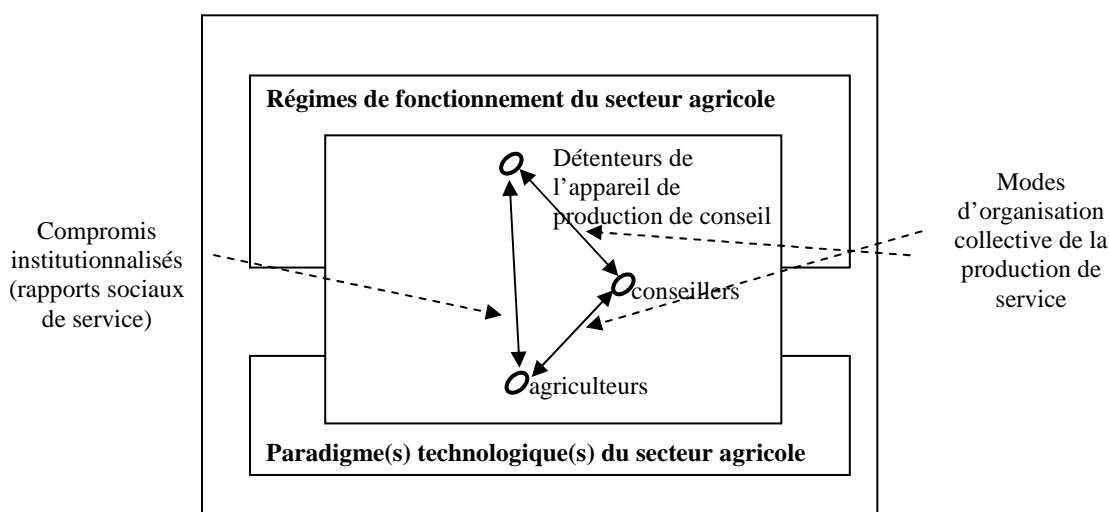 Régimes de fonctionnement du secteur agricole
Détenteurs de
l’appareil de
production de conseil
Modes
d’organisation
collective de la
production de
service
Compromis
institutionnalisés
(rapports sociaux
de service)
conseillers
agriculteurs
Paradigme(s) technologique(s) du secteur agricole